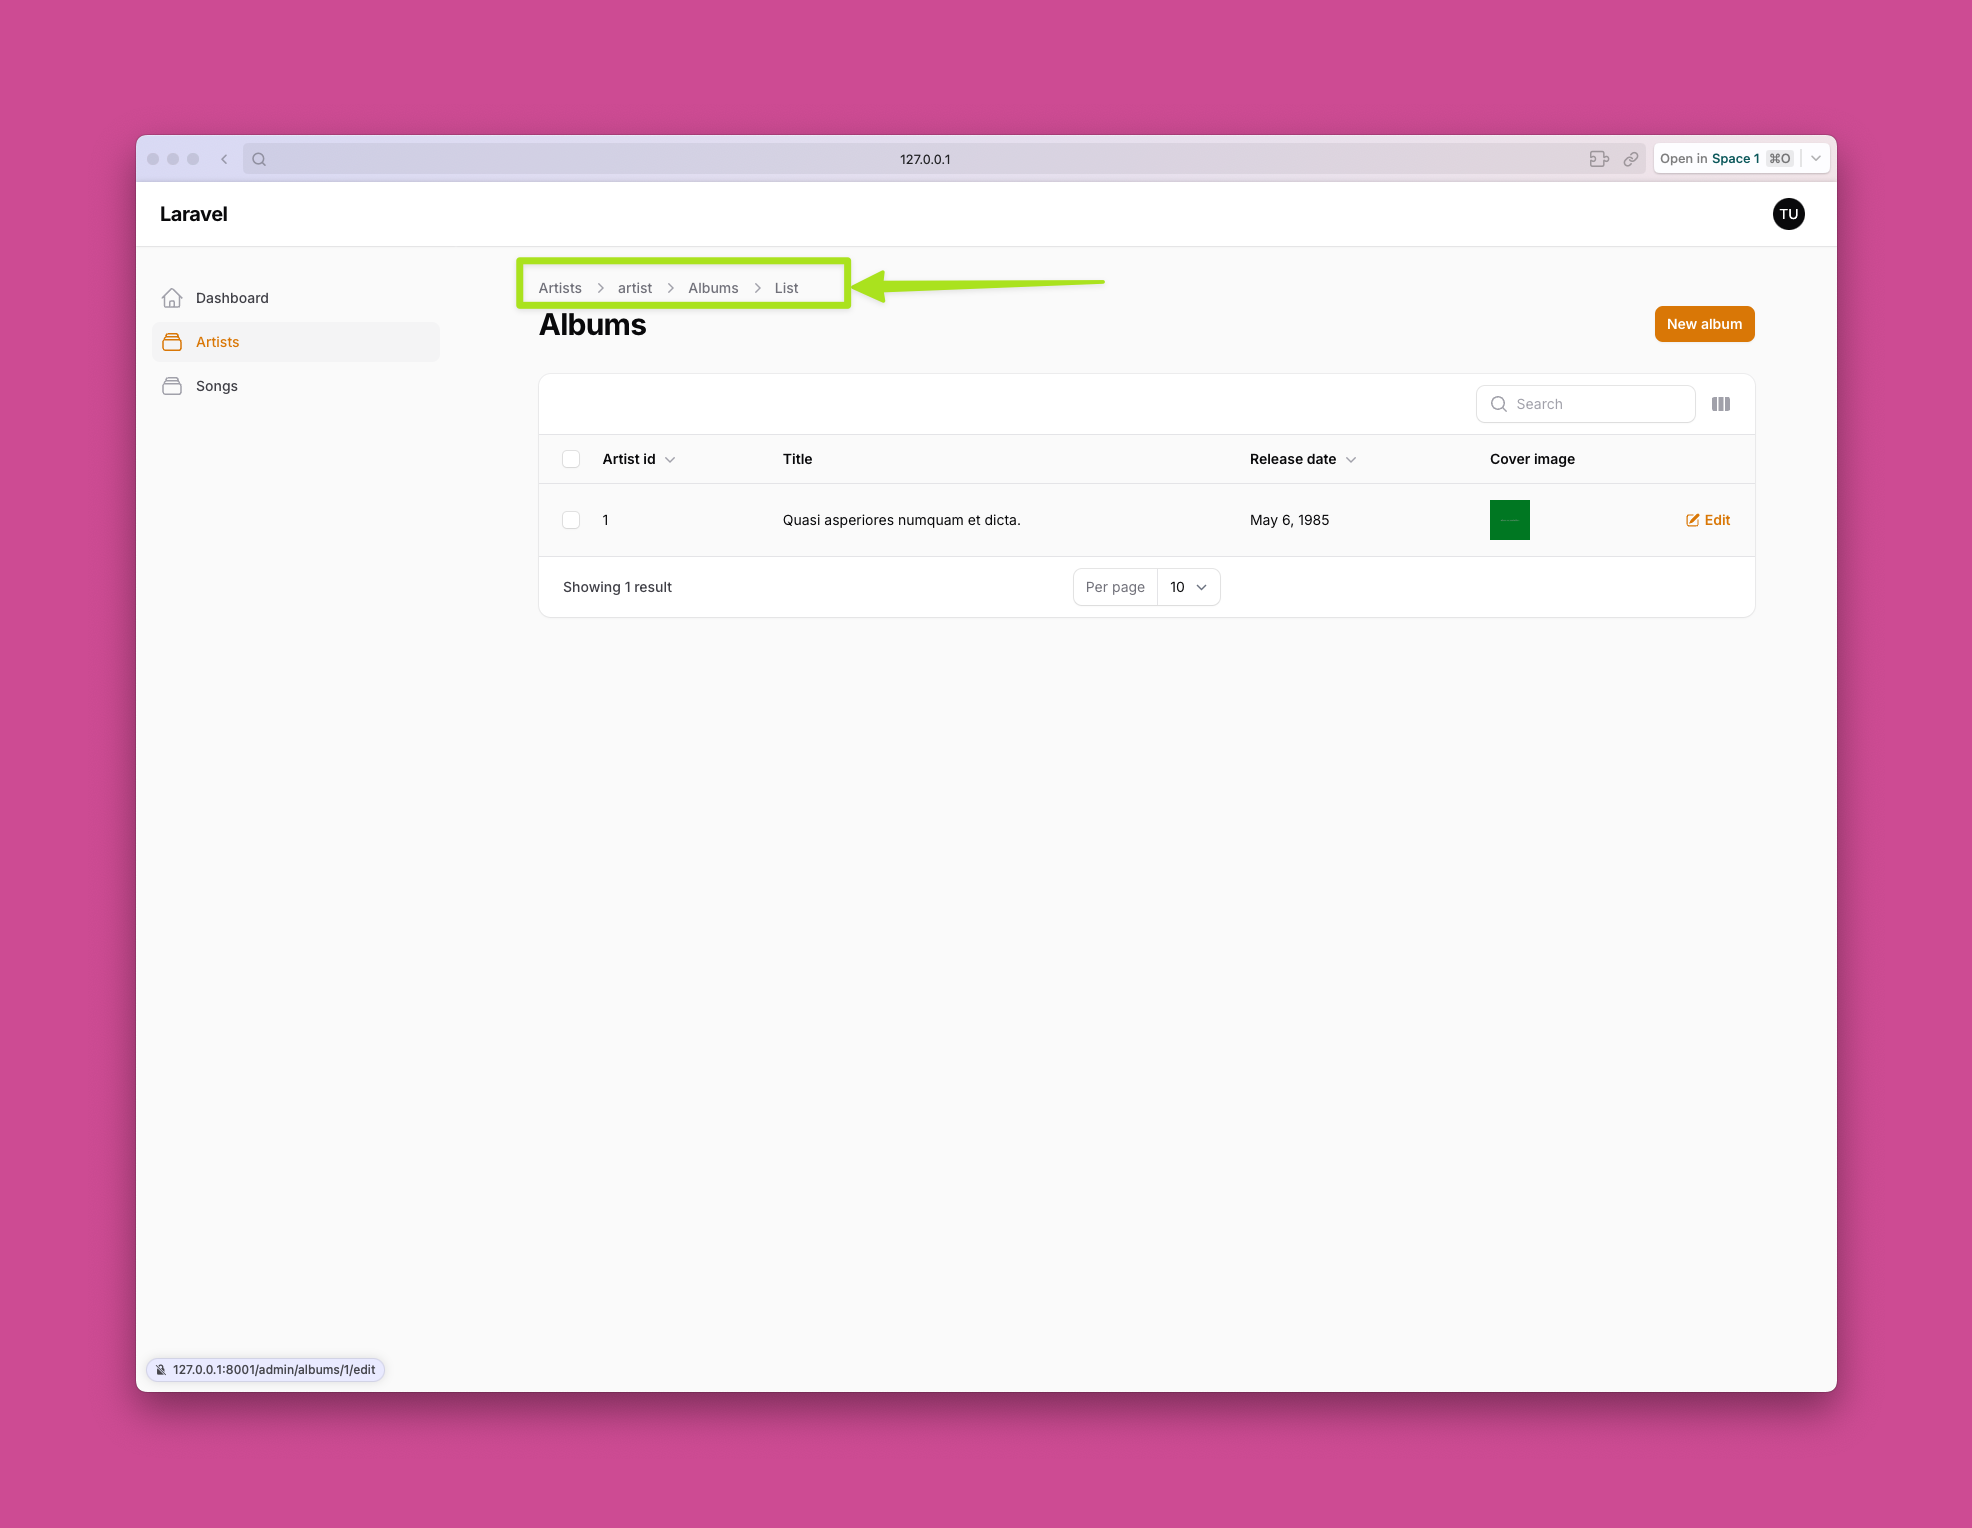 127.0.0.1
Open in Space 1 ⌘O
Laravel
TU
Dashboard
Artists
Songs
Artists > artist > Albums > List
Albums
New album
Search
Artist id Title Release date Cover image
1 Quasi asperiores numquam et dicta. May 6, 1985 Edit
Showing 1 result Per page 10
127.0.0.1:8001/admin/albums/1/edit